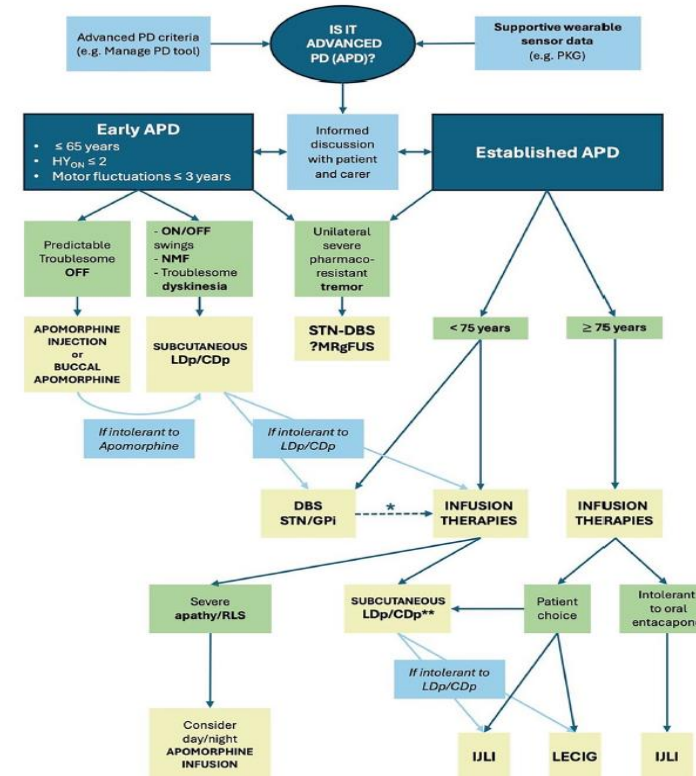 Advanced PD criteria
(e.g. Manage PD tool)
IS IT
ADVANCED
PD (APD)?
Supportive wearable
sensor data
(e.g. PKG)
Early APD
• ≤ 65 years
• HYON ≤ 2
• Motor fluctuations ≤ 3 years
Informed
discussion
with patient
and carer
Established APD
Predictable
Troublesome
OFF
- ON/OFF
swings
- NMF
- Troublesome
dyskinesia
Unilateral
severe
pharmaco-
resistant
tremor
APOMORPHINE
INJECTION
or
BUCCAL
APOMORPHINE
SUBCUTANEOUS
LDp/CDp
STN-DBS
?MRgFUS
< 75 years
≥ 75 years
If intolerant to
Apomorphine
If intolerant to
LDp/CDp
DBS
STN/GPi
*
INFUSION
THERAPIES
INFUSION
THERAPIES
Severe
apathy/RLS
SUBCUTANEOUS
LDp/CDp**
Patient
choice
Intolerant
to oral
entacapon
If intolerant to
LDp/CDp
Consider
day/night
APOMORPHINE
INFUSION
IJLI
LECIG
IJLI